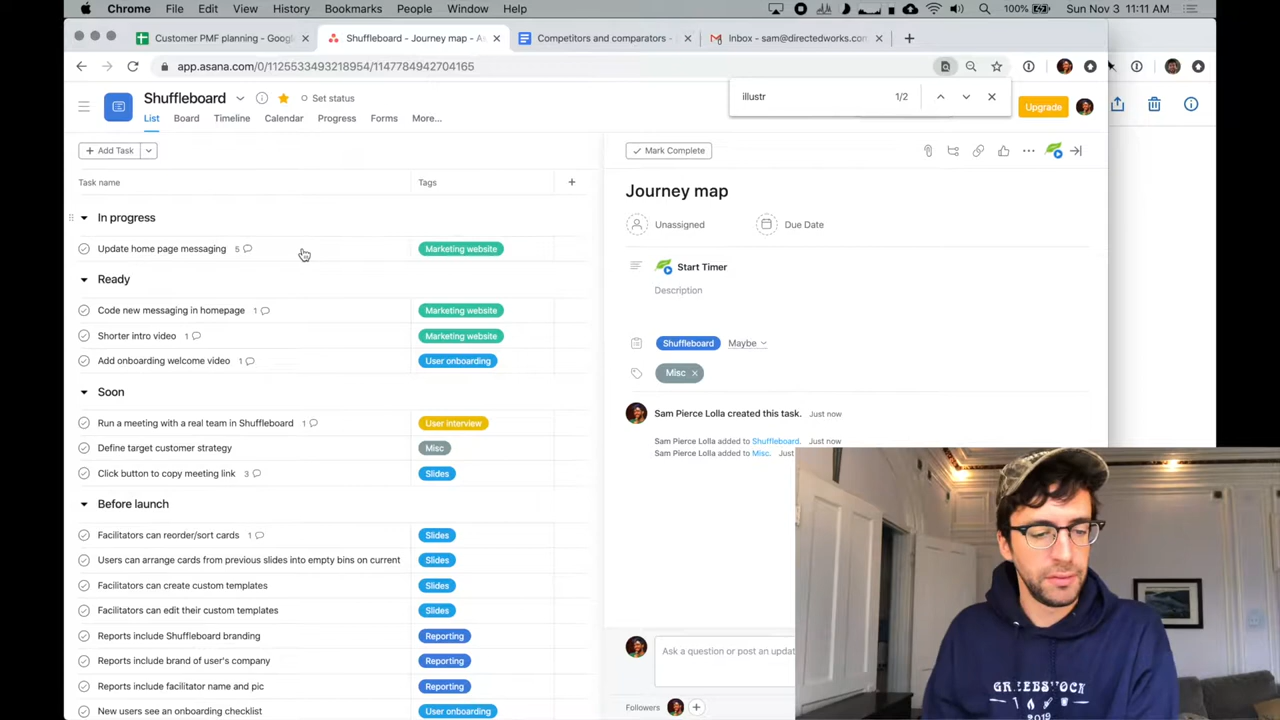 Chrome File Edit View History Bookmarks People Window Help 100% Sun Nov 3 11:11 AM
Customer PMF planning - Googl Shuffleboard - Journey map - A Competitors and comparators - Inbox - sam@directedworks.com
app.asana.com/0/1125533493218954/1147784942704165
illustr 1/2
Shuffleboard Set status Upgrade
List Board Timeline Calendar Progress Forms More...
+ Add Task Mark Complete
Task name Tags
Journey map
In progress Unassigned Due Date
Update home page messaging 5 Marketing website
Start Timer
Ready Description
Code new messaging in homepage 1 Marketing website
Shorter intro video 1 Marketing website
Shuffleboard Maybe
Add onboarding welcome video 1 User onboarding
Misc
Soon
Sam Pierce Lolla created this task. Just now
Run a meeting with a real team in Shuffleboard 1 User interview
Sam Pierce Lolla added to Shuffleboard. Just now
Define target customer strategy Misc
Sam Pierce Lolla added to Misc. Just
Click button to copy meeting link 3 Slides
Before launch
Facilitators can reorder/sort cards 1 Slides
Users can arrange cards from previous slides into empty bins on current Slides
Facilitators can create custom templates Slides
Facilitators can edit their custom templates Slides
Reports include Shuffleboard branding Reporting
Ask a question or post an updat
Reports include brand of user's company Reporting
Reports include facilitator name and pic Reporting
GREENSTOCK
2019
New users see an onboarding checklist User onboarding
Followers